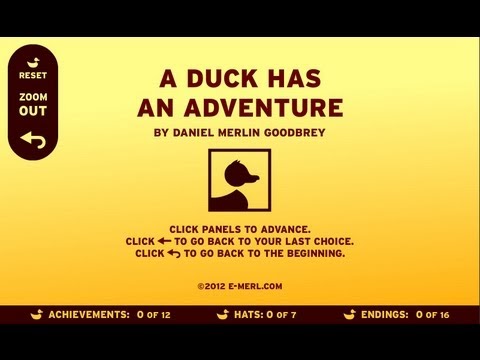 RESET
ZOOM
OUT
A DUCK HAS
AN ADVENTURE
BY DANIEL MERLIN GOODBREY
CLICK PANELS TO ADVANCE.
CLICK ← TO GO BACK TO YOUR LAST CHOICE.
CLICK ↩ TO GO BACK TO THE BEGINNING.
©2012 E-MERL.COM
ACHIEVEMENTS: 0 OF 12 HATS: 0 OF 7 ENDINGS: 0 OF 16